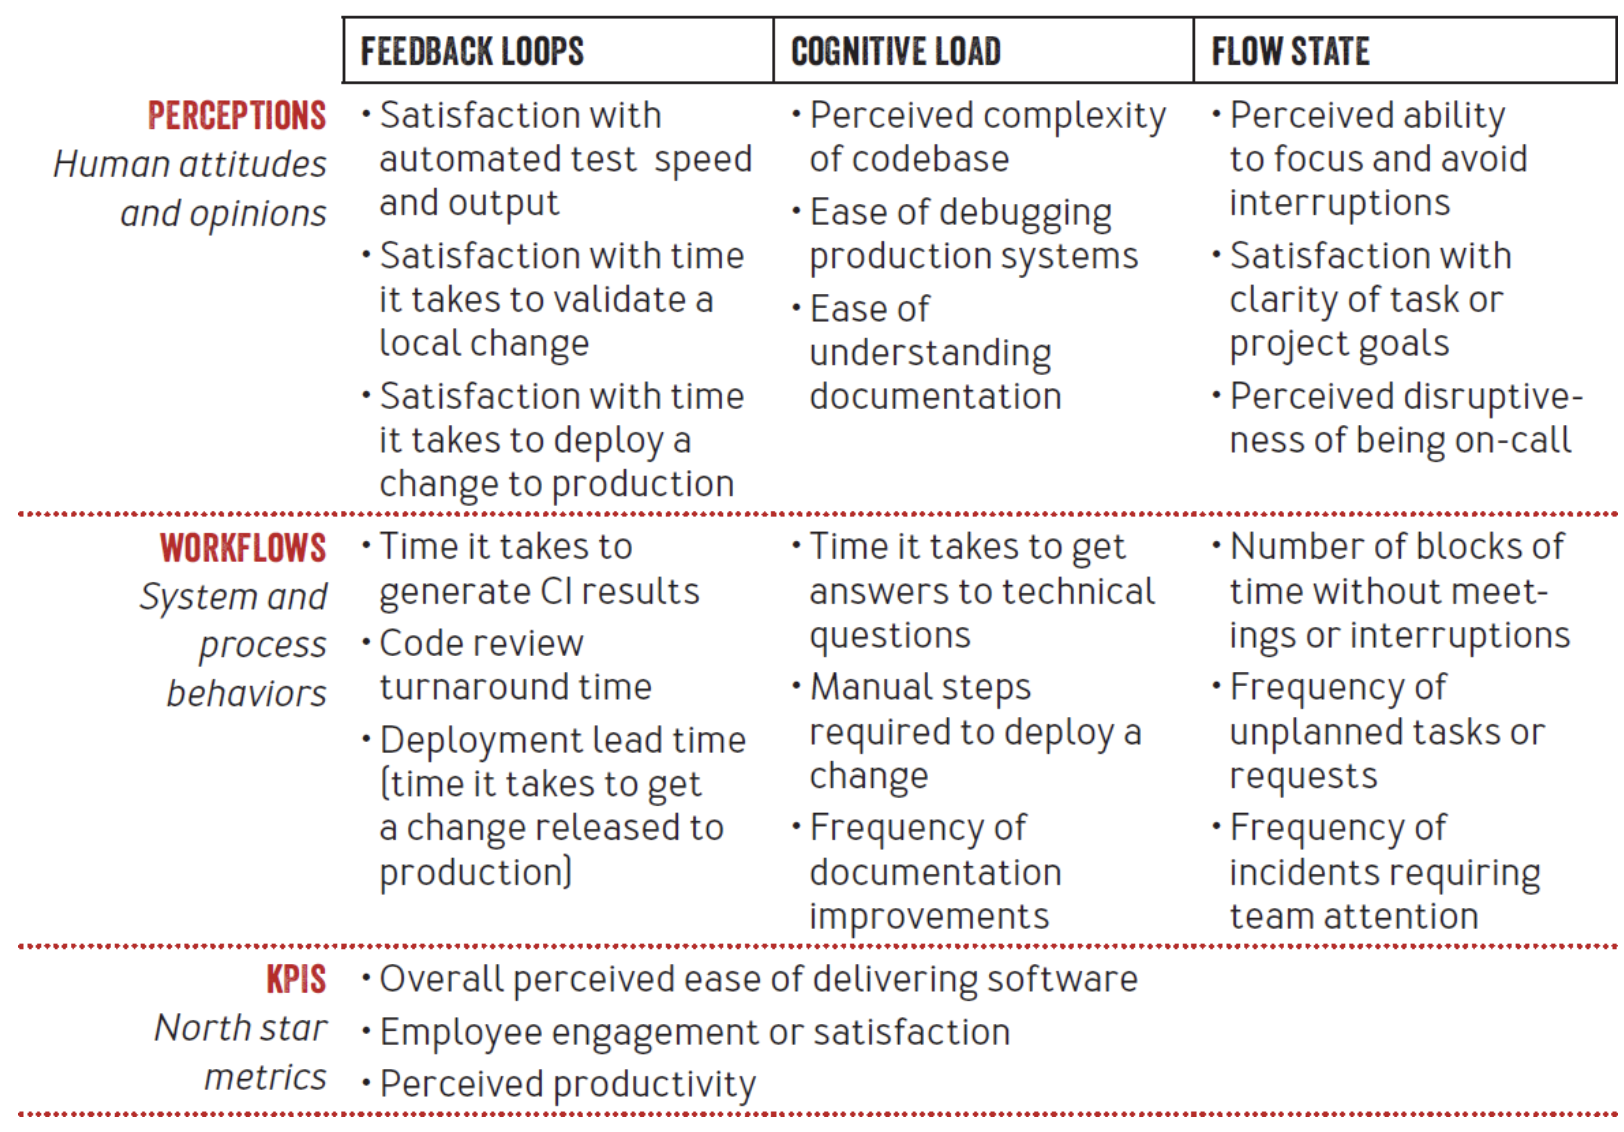 FEEDBACK LOOPS
COGNITIVE LOAD
FLOW STATE
PERCEPTIONS
Human attitudes
and opinions
• Satisfaction with
automated test speed
and output
• Satisfaction with time
it takes to validate a
local change
• Satisfaction with time
it takes to deploy a
change to production
• Perceived complexity
of codebase
• Ease of debugging
production systems
• Ease of
understanding
documentation
• Perceived ability
to focus and avoid
interruptions
• Satisfaction with
clarity of task or
project goals
• Perceived disruptive-
ness of being on-call
WORKFLOWS
System and
process
behaviors
• Time it takes to
generate CI results
• Code review
turnaround time
• Deployment lead time
(time it takes to get
a change released to
production)
• Time it takes to get
answers to technical
questions
• Manual steps
required to deploy a
change
• Frequency of
documentation
improvements
• Number of blocks of
time without meet-
ings or interruptions
• Frequency of
unplanned tasks or
requests
• Frequency of
incidents requiring
team attention
KPIS
North star
metrics
• Overall perceived ease of delivering software
• Employee engagement or satisfaction
• Perceived productivity